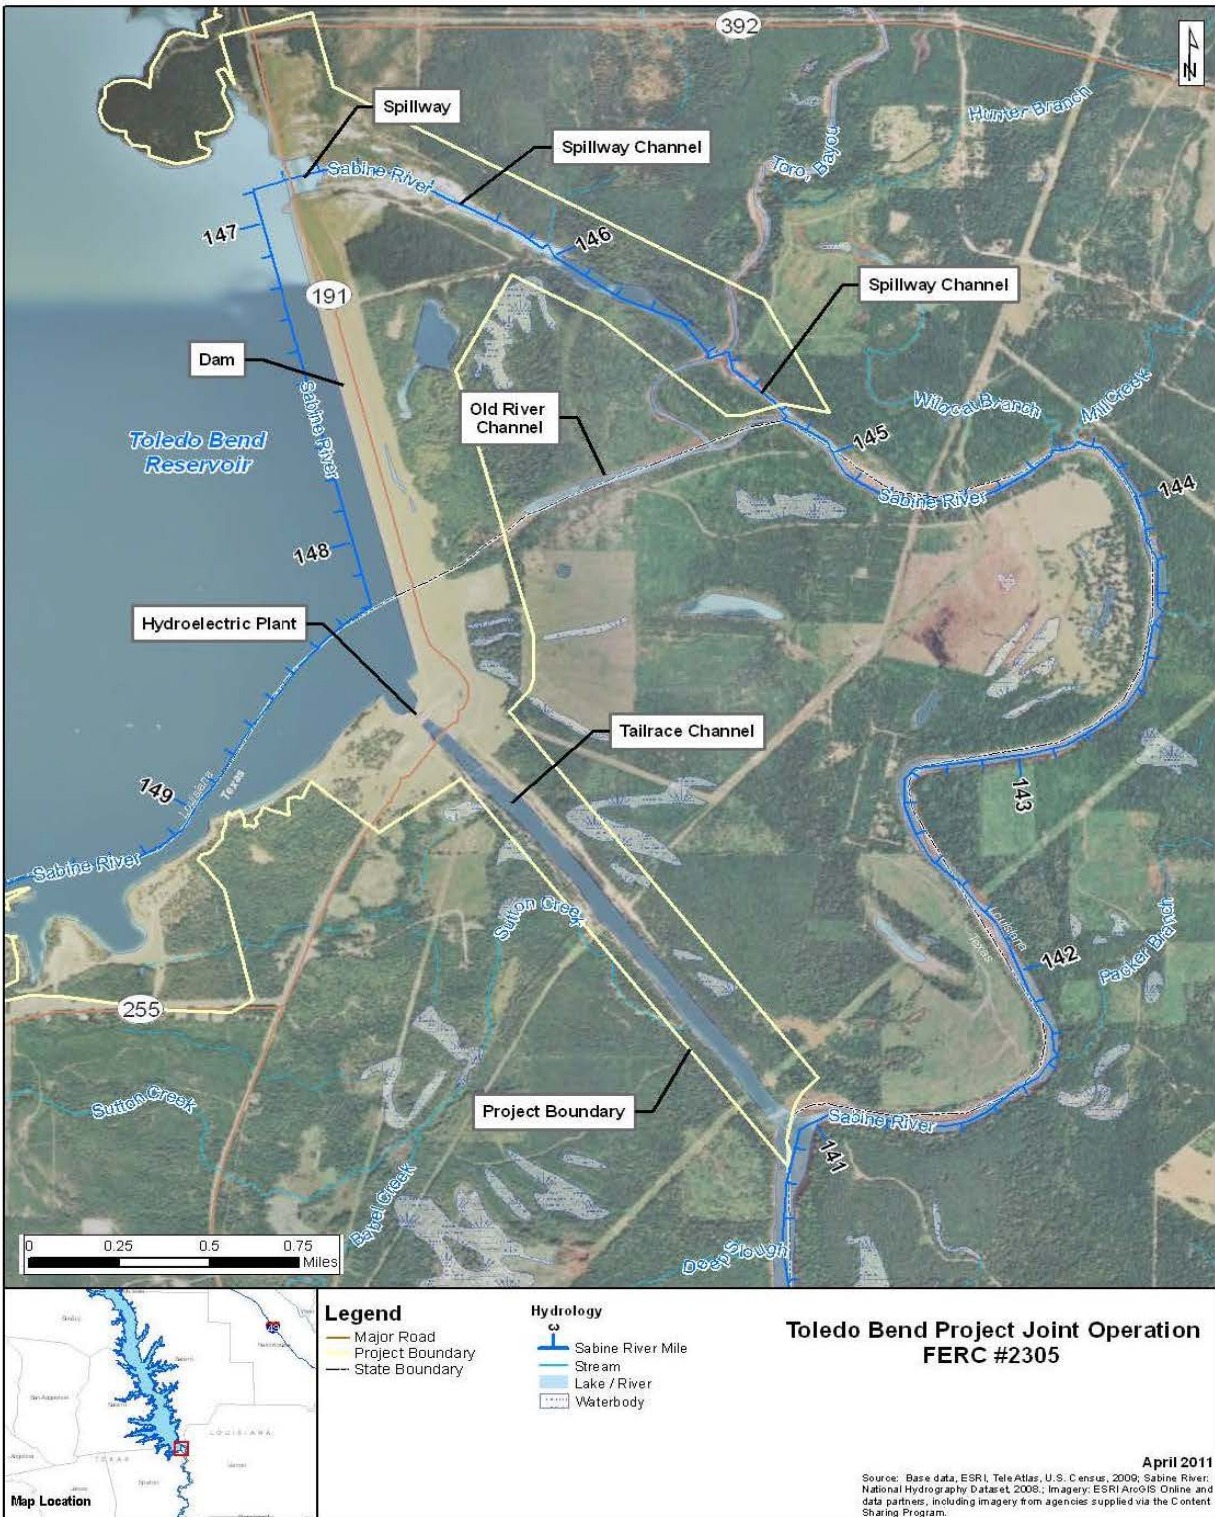 392
N
Hunter Branch
Spillway
Spillway Channel
Toro, Bayou
Sabine River
147
146
Spillway Channel
191
Dam
Sabine River
Old River
Channel
Wildcat Branch
Mill Creek
145
Toledo Bend
Reservoir
Sabine River
144
148
Hydroelectric Plant
Tailrace Channel
149
Louisiana
Texas
143
Sabine River
Sutton Creek
Louisiana
Texas
142
Packer Branch
255
Sutton Creek
Project Boundary
Sabine River
141
Babel Creek
Deep Slough
0 0.25 0.5 0.75
Miles
Legend
Major Road
Project Boundary
State Boundary
Hydrology
3
Sabine River Mile
Stream
Lake / River
Waterbody
Toledo Bend Project Joint Operation
FERC #2305
49
LOUISIANA
TEXAS
Map Location
April 2011
Source: Base data, ESRI, TeleAtlas, U.S. Census, 2009; Sabine River:
National Hydrography Dataset, 2008.; Imagery: ESRI ArcGIS Online and
data partners, including imagery from agencies supplied via the Content
Sharing Program.